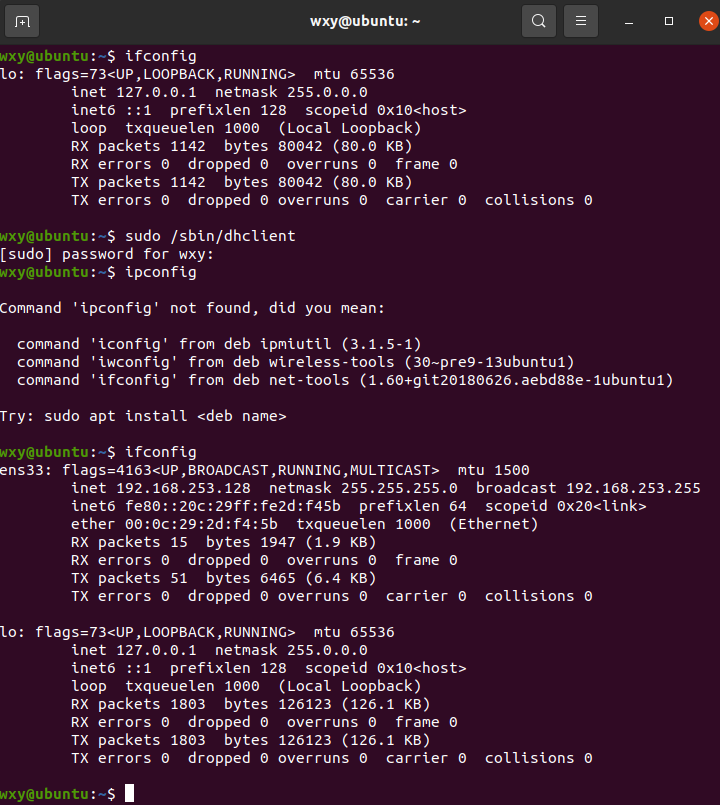 wxy@ubuntu: ~
wxy@ubuntu:~$ ifconfig
lo: flags=73<UP,LOOPBACK,RUNNING>  mtu 65536
        inet 127.0.0.1  netmask 255.0.0.0
        inet6 ::1  prefixlen 128  scopeid 0x10<host>
        loop  txqueuelen 1000  (Local Loopback)
        RX packets 1142  bytes 80042 (80.0 KB)
        RX errors 0  dropped 0  overruns 0  frame 0
        TX packets 1142  bytes 80042 (80.0 KB)
        TX errors 0  dropped 0 overruns 0  carrier 0  collisions 0
wxy@ubuntu:~$ sudo /sbin/dhclient
[sudo] password for wxy:
wxy@ubuntu:~$ ipconfig
Command 'ipconfig' not found, did you mean:
  command 'iconfig' from deb ipmiutil (3.1.5-1)
  command 'iwconfig' from deb wireless-tools (30~pre9-13ubuntu1)
  command 'ifconfig' from deb net-tools (1.60+git20180626.aebd88e-1ubuntu1)
Try: sudo apt install <deb name>
wxy@ubuntu:~$ ifconfig
ens33: flags=4163<UP,BROADCAST,RUNNING,MULTICAST>  mtu 1500
        inet 192.168.253.128  netmask 255.255.255.0  broadcast 192.168.253.255
        inet6 fe80::20c:29ff:fe2d:f45b  prefixlen 64  scopeid 0x20<link>
        ether 00:0c:29:2d:f4:5b  txqueuelen 1000  (Ethernet)
        RX packets 15  bytes 1947 (1.9 KB)
        RX errors 0  dropped 0  overruns 0  frame 0
        TX packets 51  bytes 6465 (6.4 KB)
        TX errors 0  dropped 0 overruns 0  carrier 0  collisions 0
lo: flags=73<UP,LOOPBACK,RUNNING>  mtu 65536
        inet 127.0.0.1  netmask 255.0.0.0
        inet6 ::1  prefixlen 128  scopeid 0x10<host>
        loop  txqueuelen 1000  (Local Loopback)
        RX packets 1803  bytes 126123 (126.1 KB)
        RX errors 0  dropped 0  overruns 0  frame 0
        TX packets 1803  bytes 126123 (126.1 KB)
        TX errors 0  dropped 0 overruns 0  carrier 0  collisions 0
wxy@ubuntu:~$